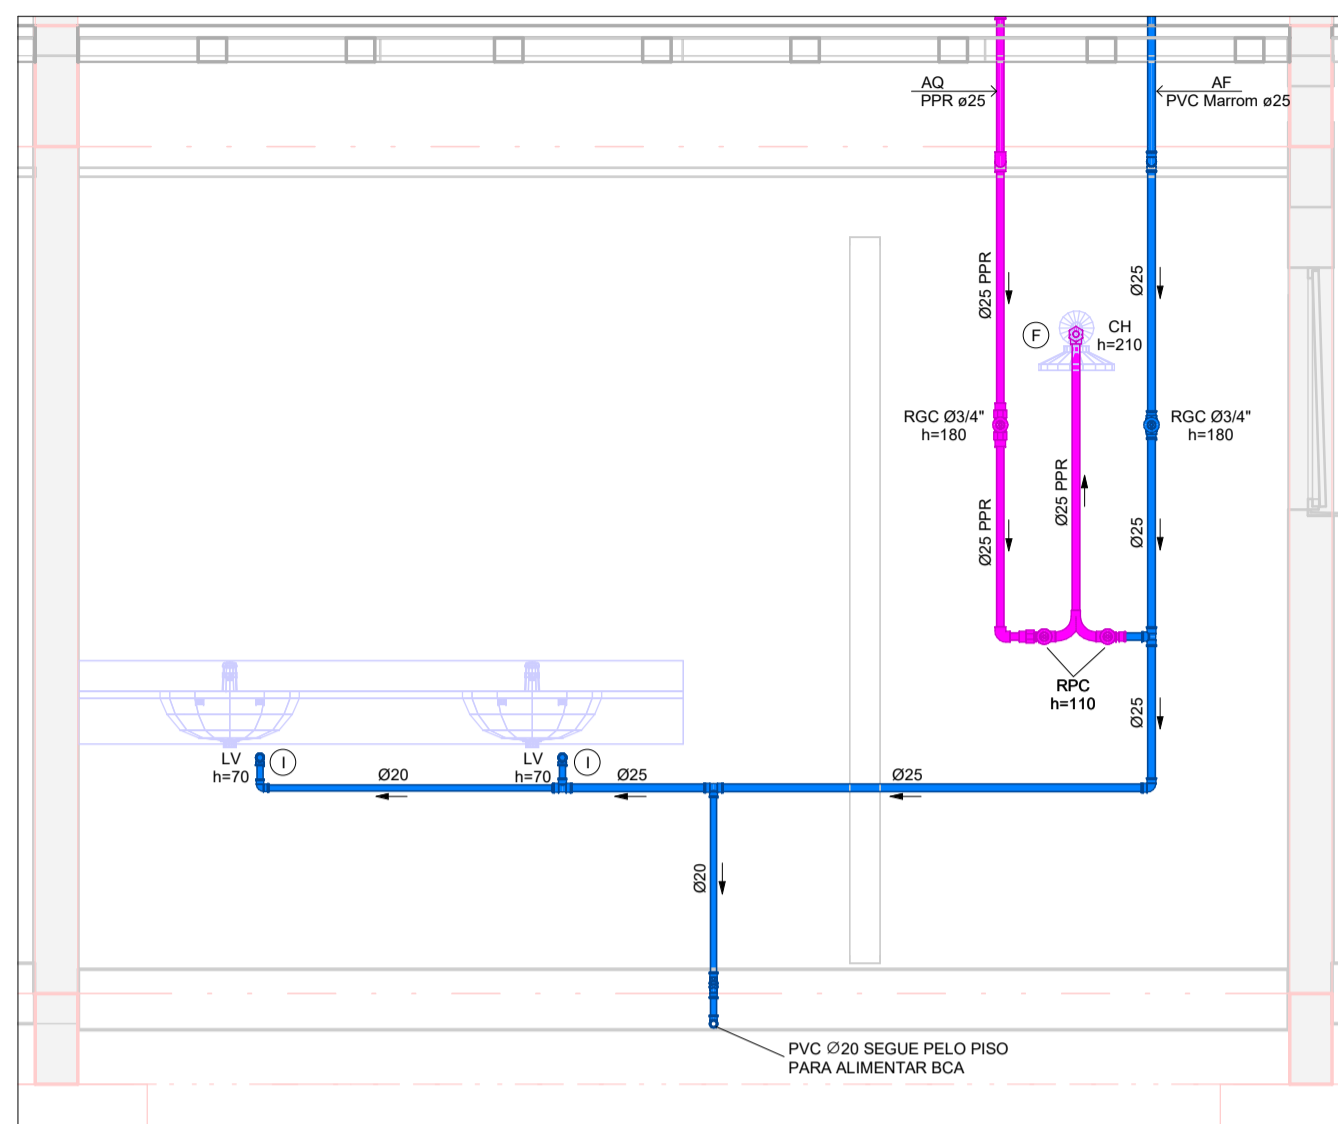 AQ
PPR ø25
AF
PVC Marrom ø25
Ø25 PPR
Ø25
F
CH
h=210
RGC Ø3/4"
h=180
RGC Ø3/4"
h=180
Ø25 PPR
Ø25 PPR
Ø25
RPC
h=110
Ø25
LV
h=70
I
LV
h=70
I
Ø20
Ø25
Ø25
Ø20
PVC Ø20 SEGUE PELO PISO
PARA ALIMENTAR BCA